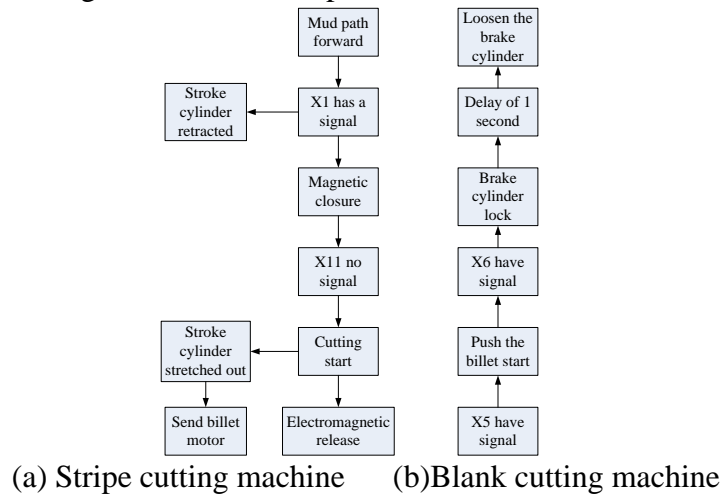 Mud path
forward
X1 has a
signal
Stroke
cylinder
retracted
Magnetic
closure
X11 no
signal
Cutting
start
Stroke
cylinder
stretched out
Send billet
motor
Electromagnetic
release
Loosen the
brake
cylinder
Delay of 1
second
Brake
cylinder
lock
X6 have
signal
Push the
billet start
X5 have
signal
(a) Stripe cutting machine
(b)Blank cutting machine